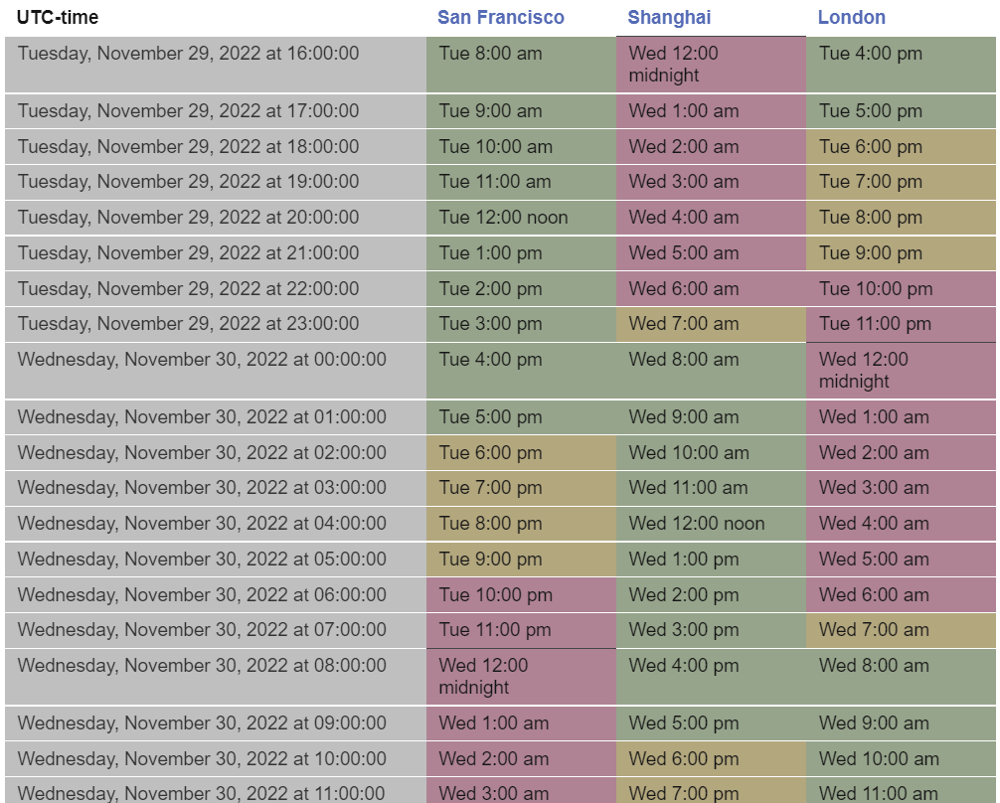 UTC-time San Francisco Shanghai London
Tuesday, November 29, 2022 at 16:00:00 Tue 8:00 am Wed 12:00 Tue 4:00 pm
midnight
Tuesday, November 29, 2022 at 17:00:00 Tue 9:00 am Wed 1:00 am Tue 5:00 pm
Tuesday, November 29, 2022 at 18:00:00 Tue 10:00 am Wed 2:00 am Tue 6:00 pm
Tuesday, November 29, 2022 at 19:00:00 Tue 11:00 am Wed 3:00 am Tue 7:00 pm
Tuesday, November 29, 2022 at 20:00:00 Tue 12:00 noon Wed 4:00 am Tue 8:00 pm
Tuesday, November 29, 2022 at 21:00:00 Tue 1:00 pm Wed 5:00 am Tue 9:00 pm
Tuesday, November 29, 2022 at 22:00:00 Tue 2:00 pm Wed 6:00 am Tue 10:00 pm
Tuesday, November 29, 2022 at 23:00:00 Tue 3:00 pm Wed 7:00 am Tue 11:00 pm
Wednesday, November 30, 2022 at 00:00:00 Tue 4:00 pm Wed 8:00 am Wed 12:00
midnight
Wednesday, November 30, 2022 at 01:00:00 Tue 5:00 pm Wed 9:00 am Wed 1:00 am
Wednesday, November 30, 2022 at 02:00:00 Tue 6:00 pm Wed 10:00 am Wed 2:00 am
Wednesday, November 30, 2022 at 03:00:00 Tue 7:00 pm Wed 11:00 am Wed 3:00 am
Wednesday, November 30, 2022 at 04:00:00 Tue 8:00 pm Wed 12:00 noon Wed 4:00 am
Wednesday, November 30, 2022 at 05:00:00 Tue 9:00 pm Wed 1:00 pm Wed 5:00 am
Wednesday, November 30, 2022 at 06:00:00 Tue 10:00 pm Wed 2:00 pm Wed 6:00 am
Wednesday, November 30, 2022 at 07:00:00 Tue 11:00 pm Wed 3:00 pm Wed 7:00 am
Wednesday, November 30, 2022 at 08:00:00 Wed 12:00 Wed 4:00 pm Wed 8:00 am
midnight
Wednesday, November 30, 2022 at 09:00:00 Wed 1:00 am Wed 5:00 pm Wed 9:00 am
Wednesday, November 30, 2022 at 10:00:00 Wed 2:00 am Wed 6:00 pm Wed 10:00 am
Wednesday, November 30, 2022 at 11:00:00 Wed 3:00 am Wed 7:00 pm Wed 11:00 am